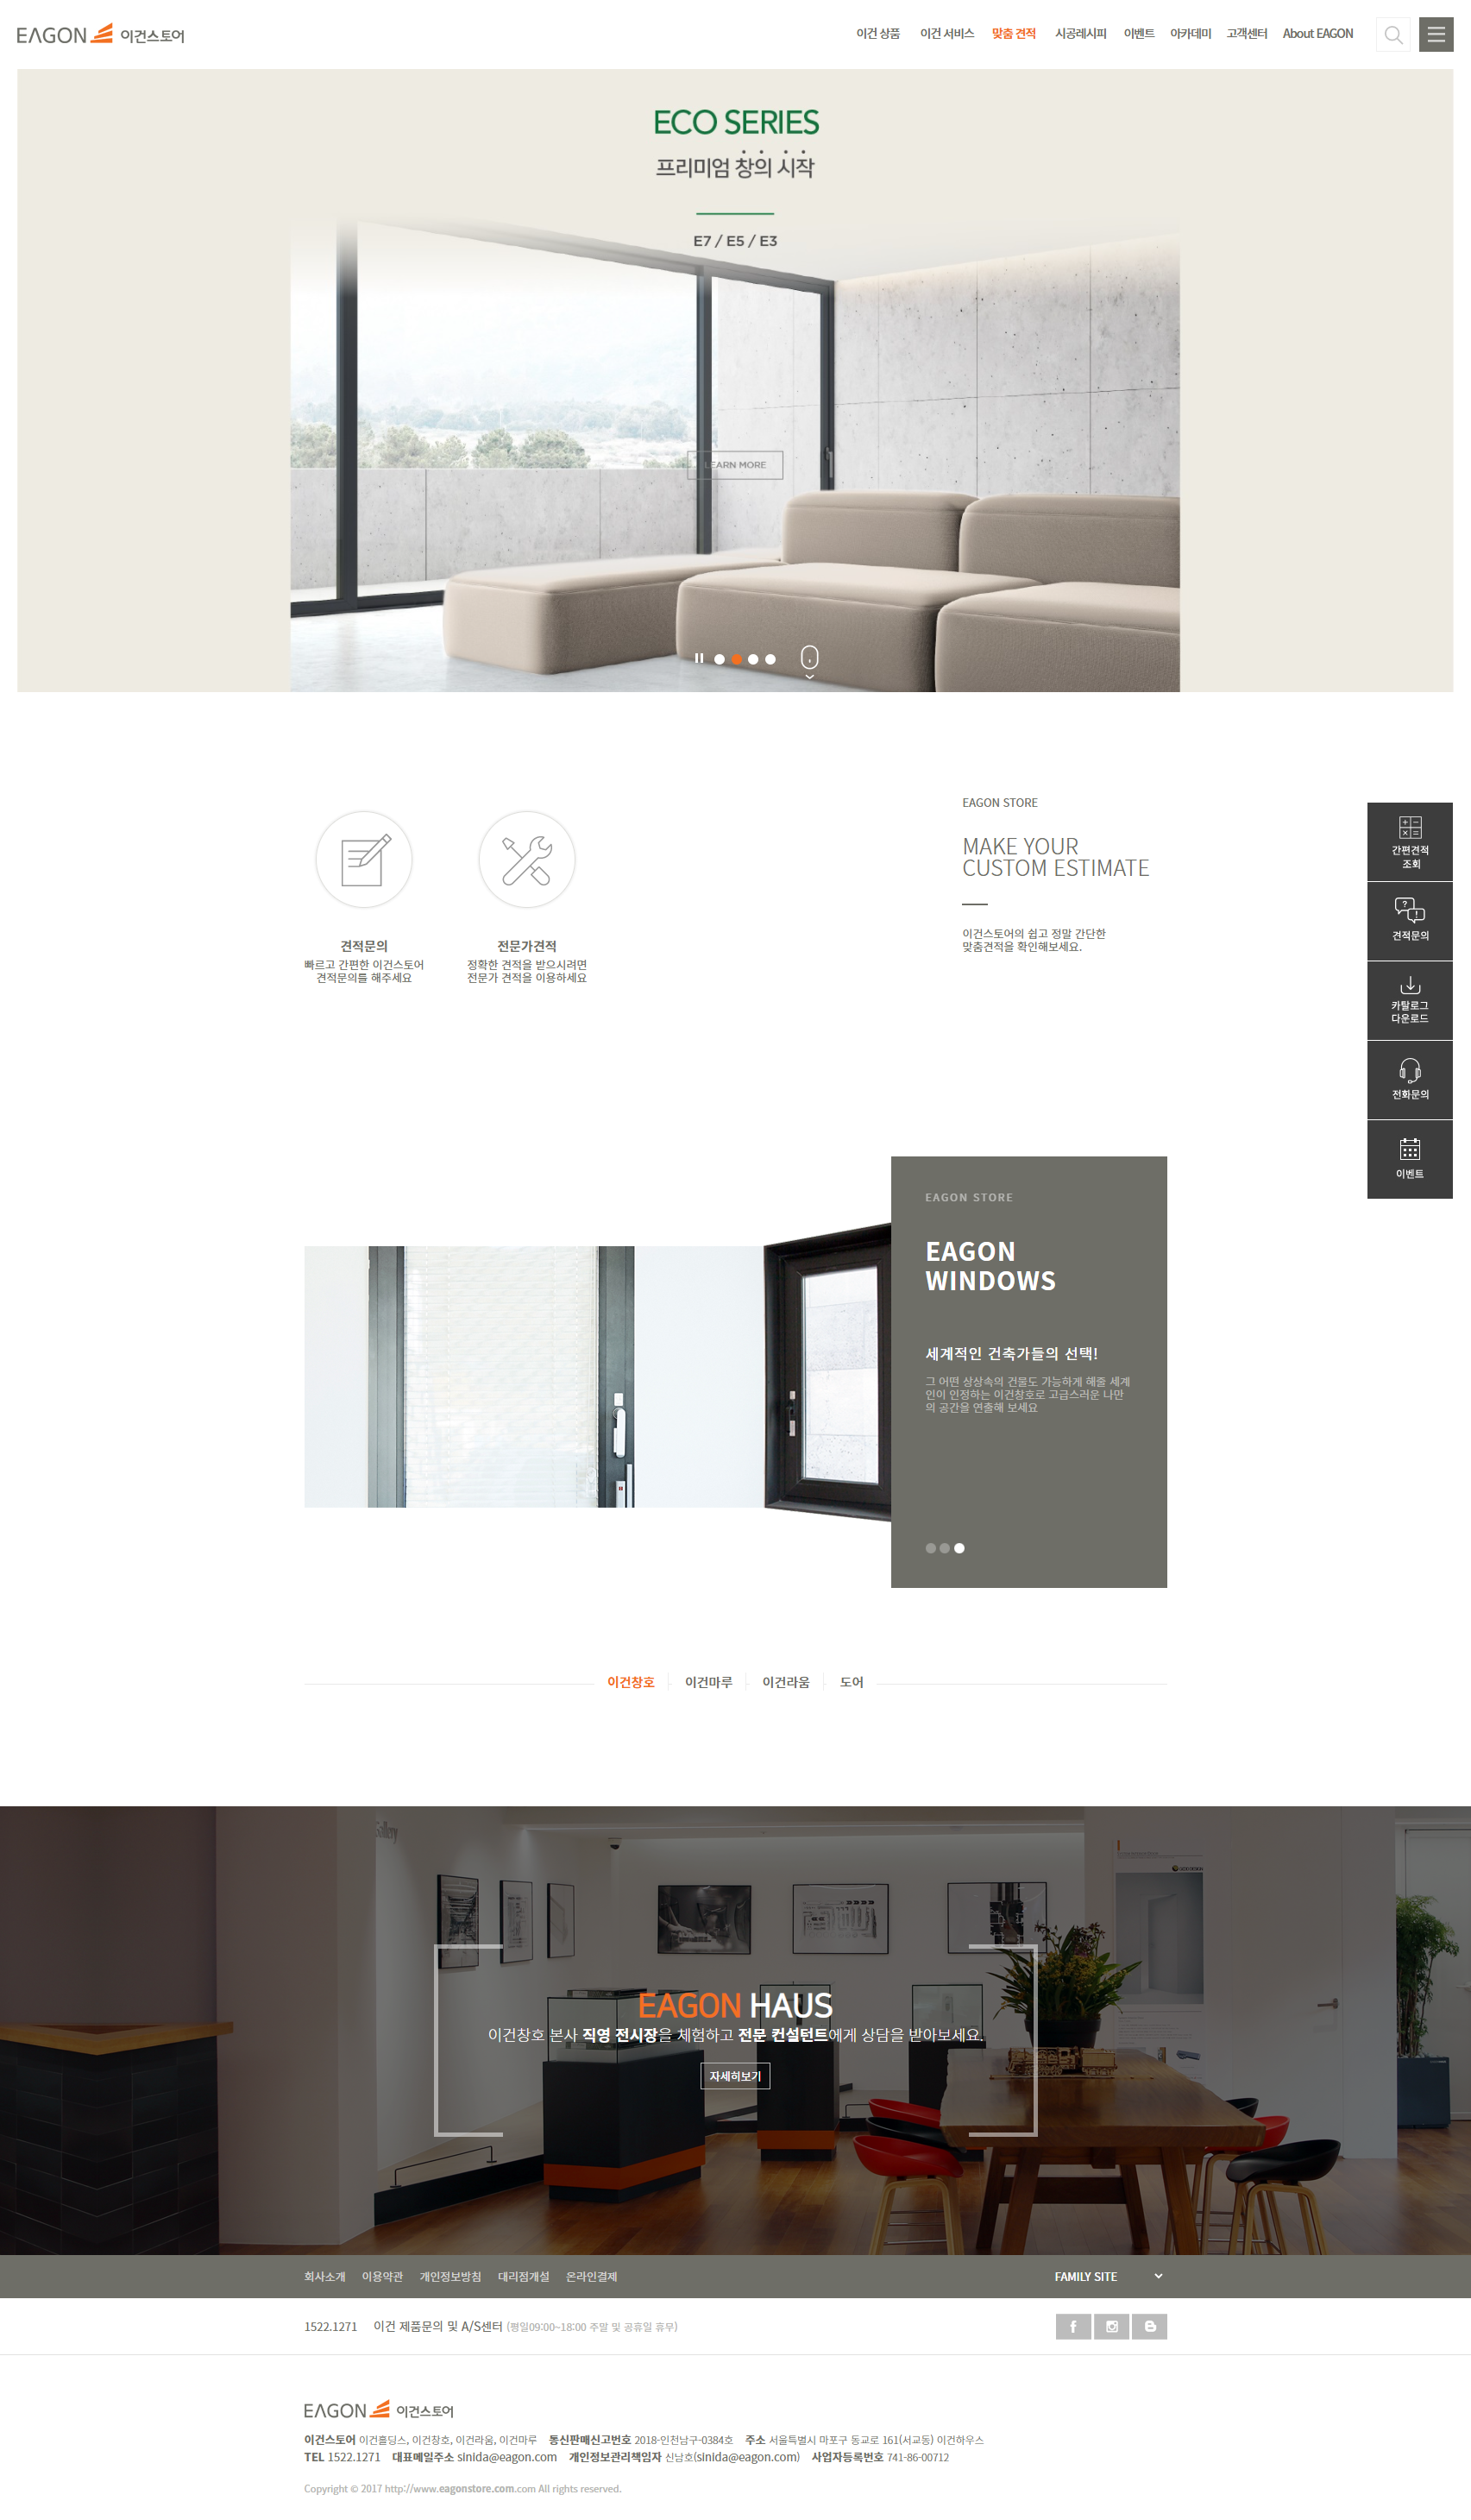 EAGON 이건스토어
이건 상품 이건 서비스 맞춤 견적 시공레시피 이벤트 아카데미 고객센터 About EAGON
ECO SERIES
프리미엄 창의 시작
E7 / E5 / E3
LEARN MORE
EAGON STORE
MAKE YOUR
CUSTOM ESTIMATE
이건스토어의 쉽고 정말 간단한
맞춤견적을 확인해보세요.
견적문의
빠르고 간편한 이건스토어
견적문의를 해주세요
전문가견적
정확한 견적을 받으시려면
전문가 견적을 이용하세요
간편견적
조회
견적문의
카탈로그
다운로드
전화문의
이벤트
EAGON STORE
EAGON
WINDOWS
세계적인 건축가들의 선택!
그 어떤 상상속의 건물도 가능하게 해줄 세계
인이 인정하는 이건창호로 고급스러운 나만
의 공간을 연출해 보세요
이건창호 이건마루 이건라움 도어
EAGON HAUS
이건창호 본사 직영 전시장을 체험하고 전문 컨설턴트에게 상담을 받아보세요.
자세히보기
회사소개 이용약관 개인정보방침 대리점개설 온라인결제 FAMILY SITE
1522.1271 이건 제품문의 및 A/S센터 (평일09:00~18:00 주말 및 공휴일 휴무)
EAGON 이건스토어
이건스토어 이건홀딩스, 이건창호, 이건라움, 이건마루 통신판매신고번호 2018-인천남구-0384호 주소 서울특별시 마포구 동교로 161(서교동) 이건하우스
TEL 1522.1271 대표메일주소 sinida@eagon.com 개인정보관리책임자 신남호(sinida@eagon.com) 사업자등록번호 741-86-00712
Copyright © 2017 http://www.eagonstore.com.com All rights reserved.